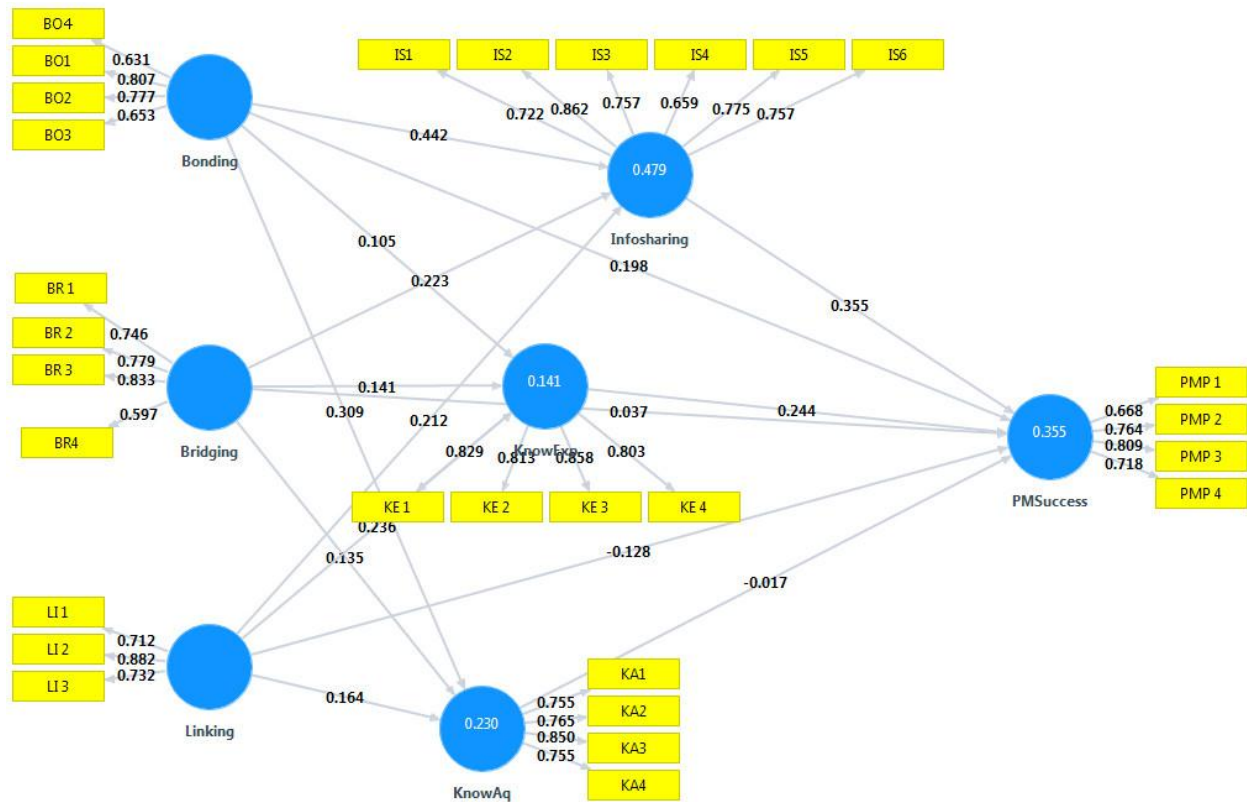 BO4
BO1
BO2
BO3
0.631
0.807
0.777
0.653
Bonding
IS1
IS2
IS3
IS4
IS5
IS6
0.722
0.862
0.757
0.659
0.775
0.757
0.442
0.479
Infosharing
0.105
0.223
0.198
0.355
BR 1
BR 2
BR 3
BR4
0.746
0.779
0.833
0.597
Bridging
0.141
0.309
0.212
0.141
KnowExp
0.037
0.244
0.829
0.813
0.858
0.803
KE 1
KE 2
KE 3
KE 4
0.355
PMSuccess
PMP 1
PMP 2
PMP 3
PMP 4
0.668
0.764
0.809
0.718
0.236
0.135
-0.128
-0.017
LI 1
LI 2
LI 3
0.712
0.882
0.732
Linking
0.164
0.230
KnowAq
KA1
KA2
KA3
KA4
0.755
0.765
0.850
0.755